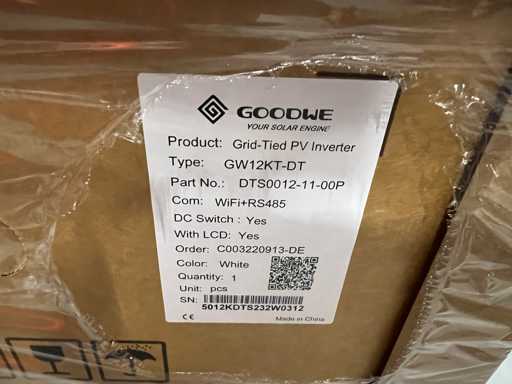 GOODWE
YOUR SOLAR ENGINE
Product: Grid-Tied PV Inverter
Type: GW12KT-DT
Part No.: DTS0012-11-00P
Com: WiFi+RS485
DC Switch : Yes
With LCD: Yes
Order: C003220913-DE
Color: White
Quantity: 1
Unit: pcs
SN:
5012KDTS232W0312
CE Made in China